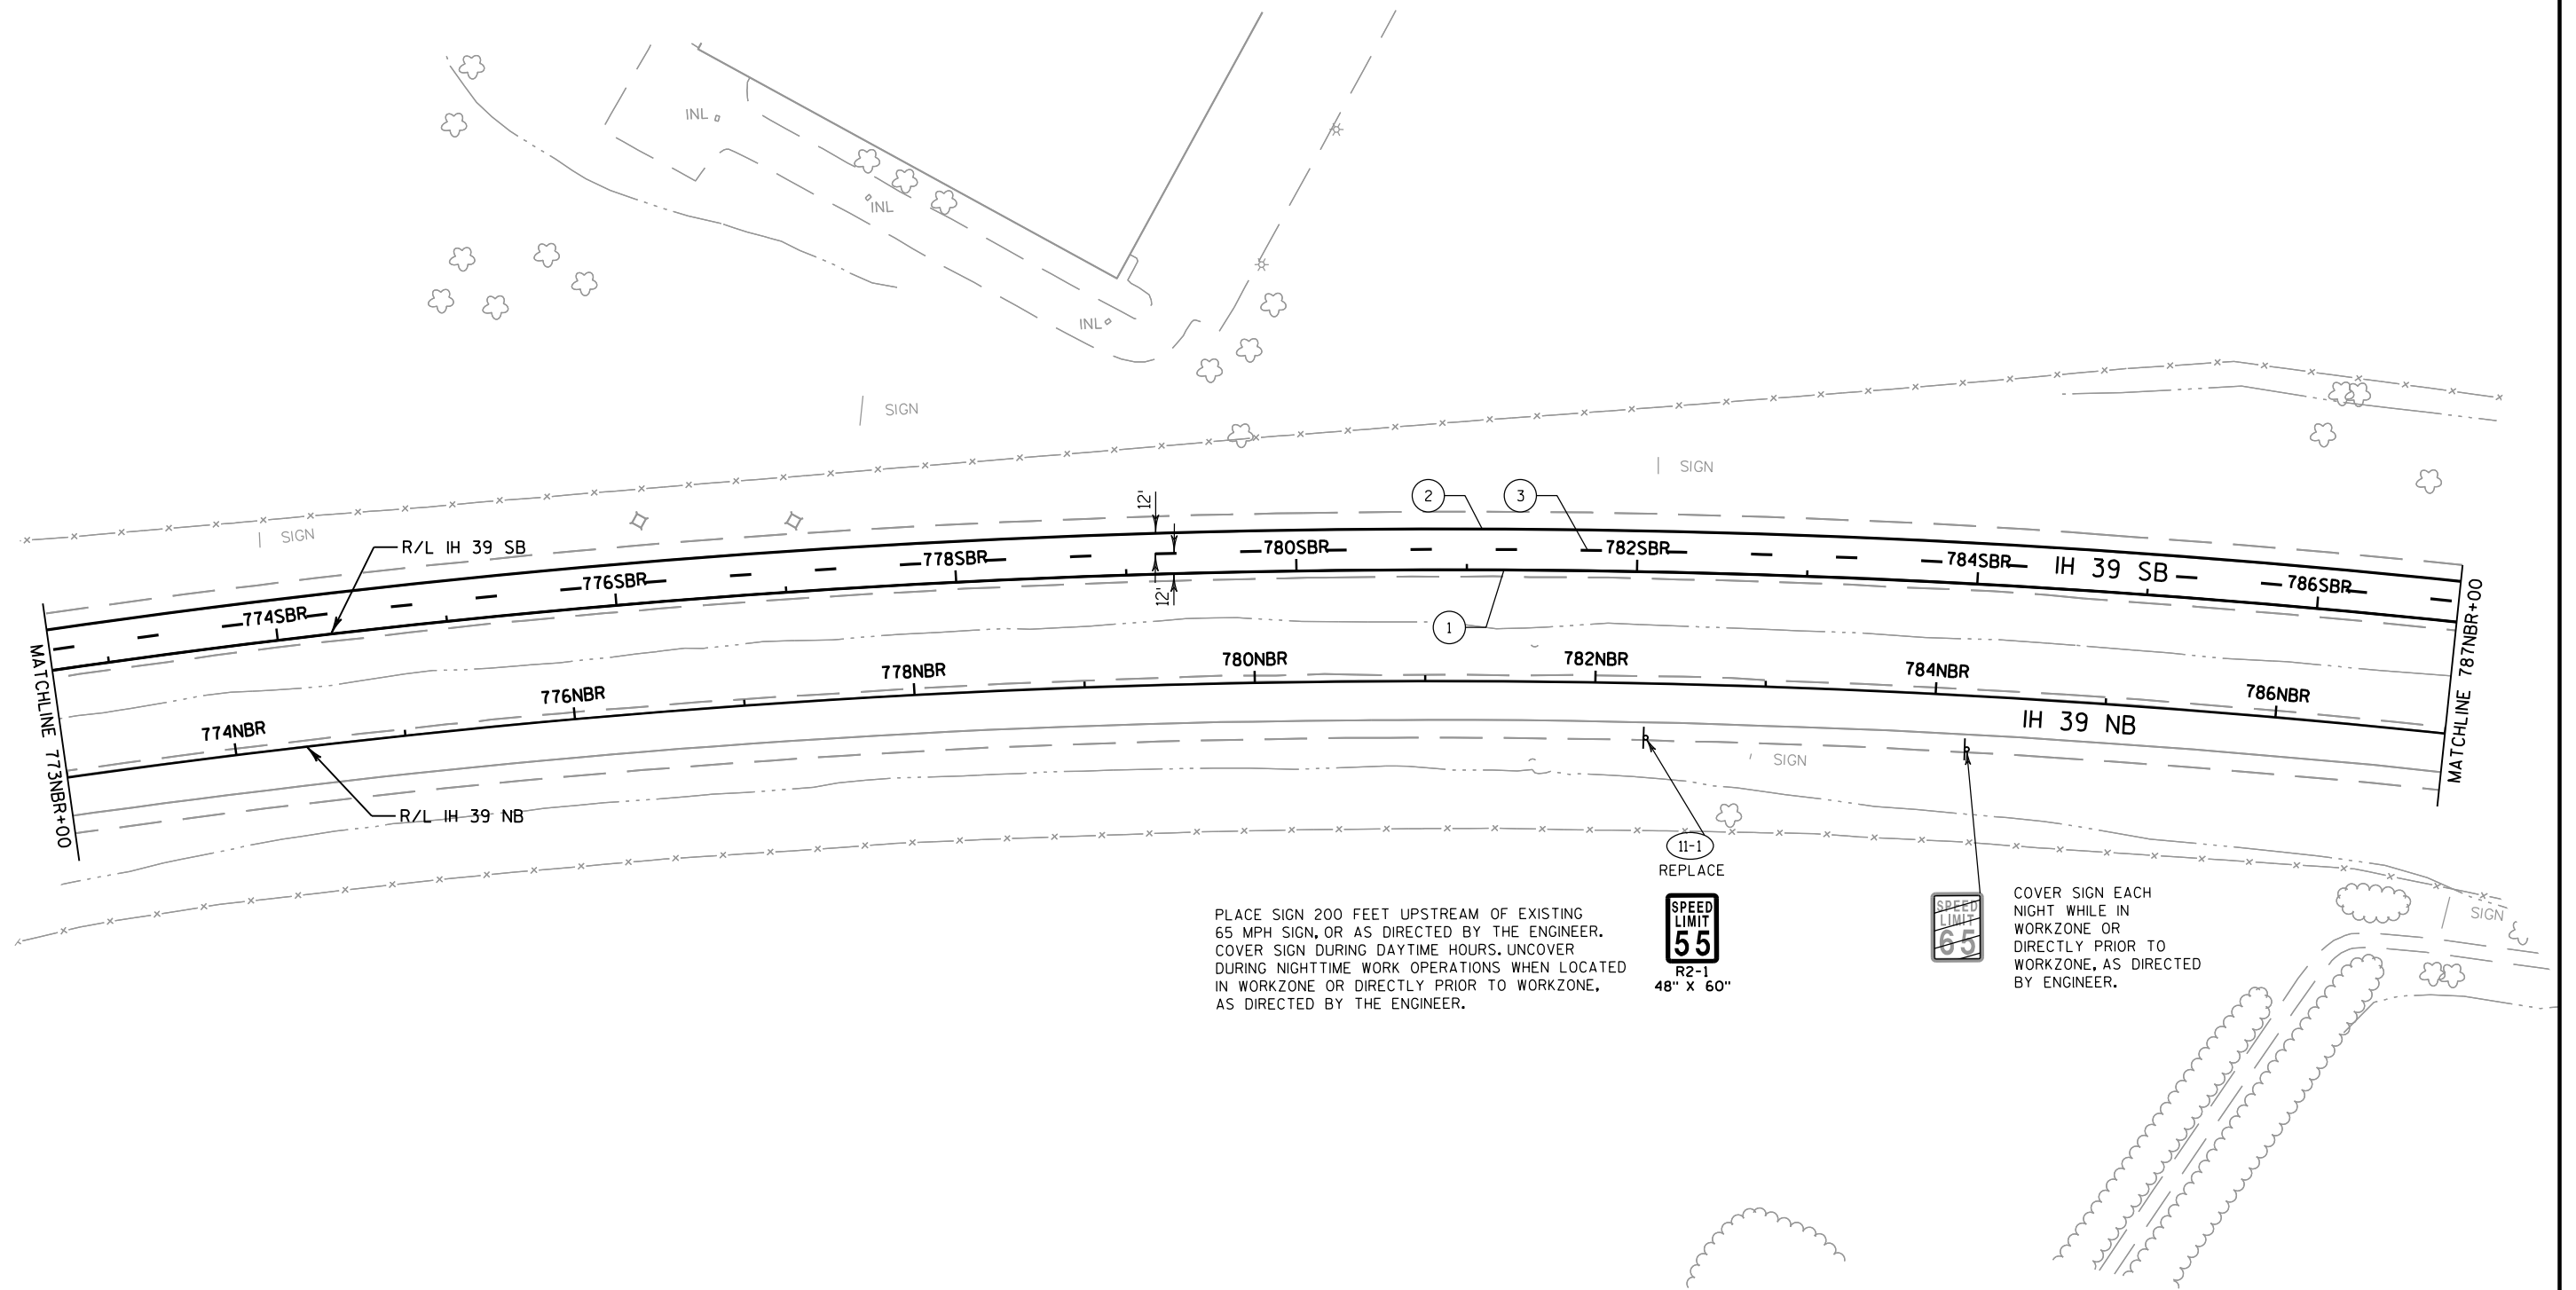 INL
INL
INL
SIGN
SIGN
SIGN
12'
12'
2
3
1
R/L IH 39 SB
774SBR
776SBR
778SBR
780SBR
782SBR
784SBR
IH 39 SB
786SBR
MATCHLINE 773NBR+00
MATCHLINE 787NBR+00
774NBR
776NBR
778NBR
780NBR
782NBR
784NBR
786NBR
IH 39 NB
R/L IH 39 NB
SIGN
11-1
REPLACE
SPEED
LIMIT
55
R2-1
48" X 60"
PLACE SIGN 200 FEET UPSTREAM OF EXISTING
65 MPH SIGN, OR AS DIRECTED BY THE ENGINEER.
COVER SIGN DURING DAYTIME HOURS. UNCOVER
DURING NIGHTTIME WORK OPERATIONS WHEN LOCATED
IN WORKZONE OR DIRECTLY PRIOR TO WORKZONE,
AS DIRECTED BY THE ENGINEER.
SPEED
LIMIT
65
COVER SIGN EACH
NIGHT WHILE IN
WORKZONE OR
DIRECTLY PRIOR TO
WORKZONE, AS DIRECTED
BY ENGINEER.
SIGN